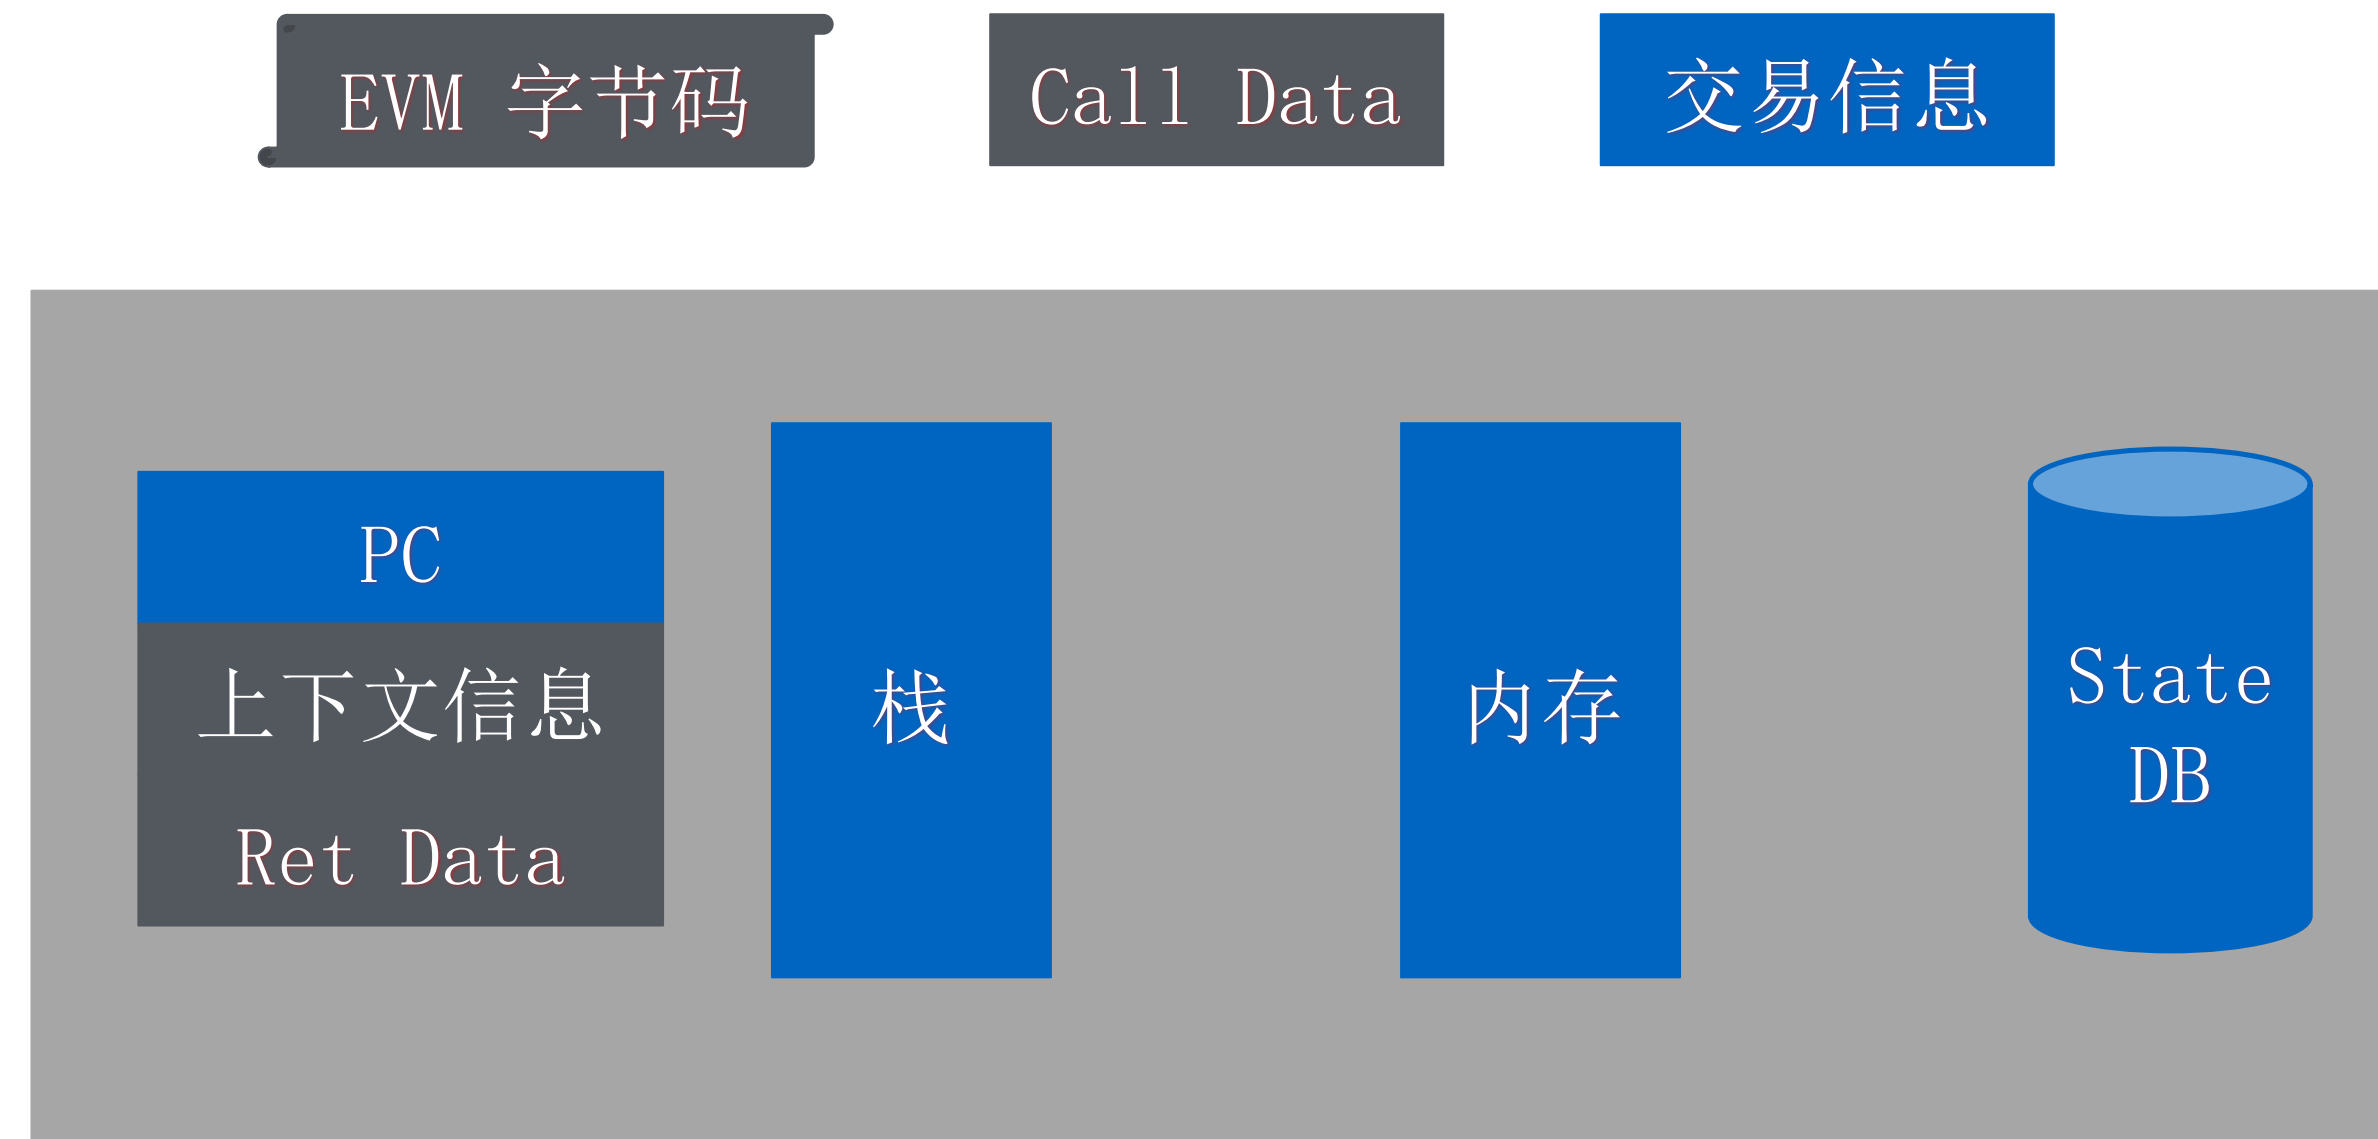 EVM 字节码
Call Data
交易信息
PC
上下文信息
Ret Data
栈
内存
State
DB